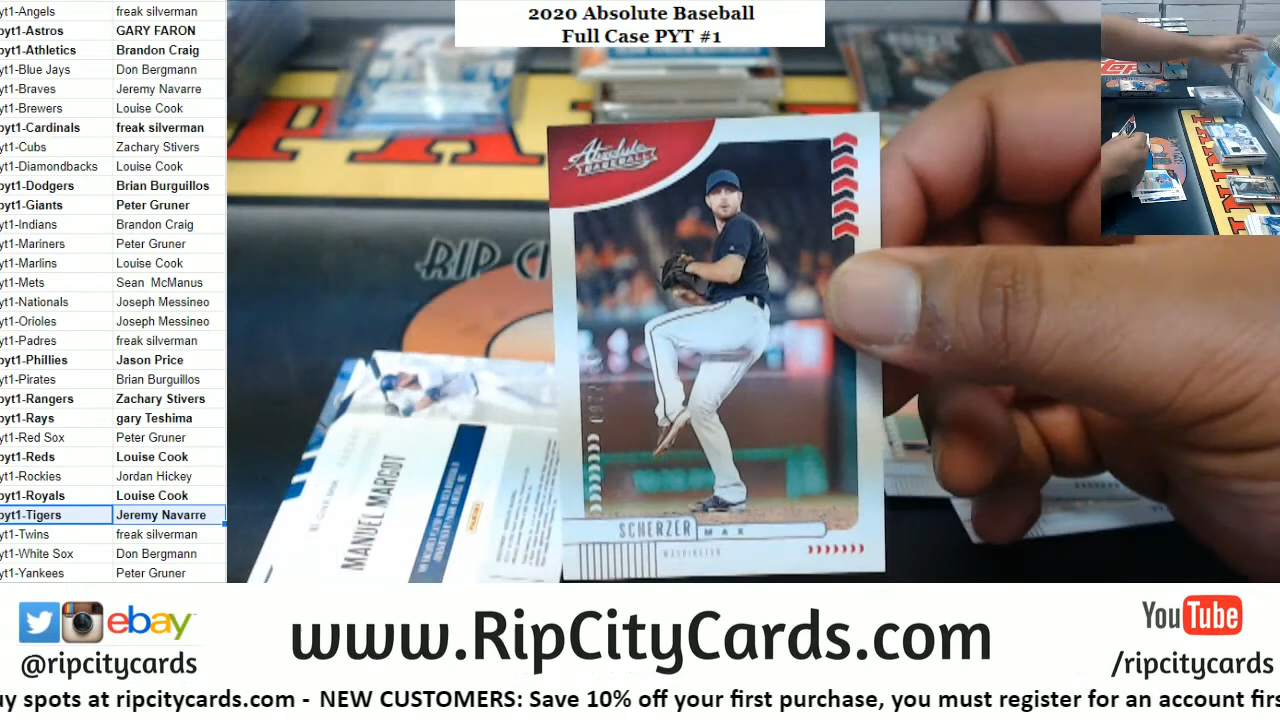 2020 Absolute Baseball
Full Case PYT #1
yt1-Angels freak silverman
pyt1-Astros GARY FARON
pyt1-Athletics Brandon Craig
yt1-Blue Jays Don Bergmann
yt1-Braves Jeremy Navarre
yt1-Brewers Louise Cook
pyt1-Cardinals freak silverman
yt1-Cubs Zachary Stivers
yt1-Diamondbacks Louise Cook
pyt1-Dodgers Brian Burguillos
pyt1-Giants Peter Gruner
yt1-Indians Brandon Craig
yt1-Mariners Peter Gruner
yt1-Marlins Louise Cook
yt1-Mets Sean McManus
yt1-Nationals Joseph Messineo
yt1-Orioles Joseph Messineo
yt1-Padres freak silverman
pyt1-Phillies Jason Price
yt1-Pirates Brian Burguillos
pyt1-Rangers Zachary Stivers
pyt1-Rays gary Teshima
yt1-Red Sox Peter Gruner
pyt1-Reds Louise Cook
yt1-Rockies Jordan Hickey
pyt1-Royals Louise Cook
pyt1-Tigers Jeremy Navarre
yt1-Twins freak silverman
yt1-White Sox Don Bergmann
yt1-Yankees Peter Gruner
Absolute
BASEBALL
RIP CI
MANUEL MARGOT
SCHERZER MAX
WASHINGTON
ebay
@ripcitycards
www.RipCityCards.com
YouTube
/ripcitycards
uy spots at ripcitycards.com - NEW CUSTOMERS: Save 10% off your first purchase, you must register for an account firs